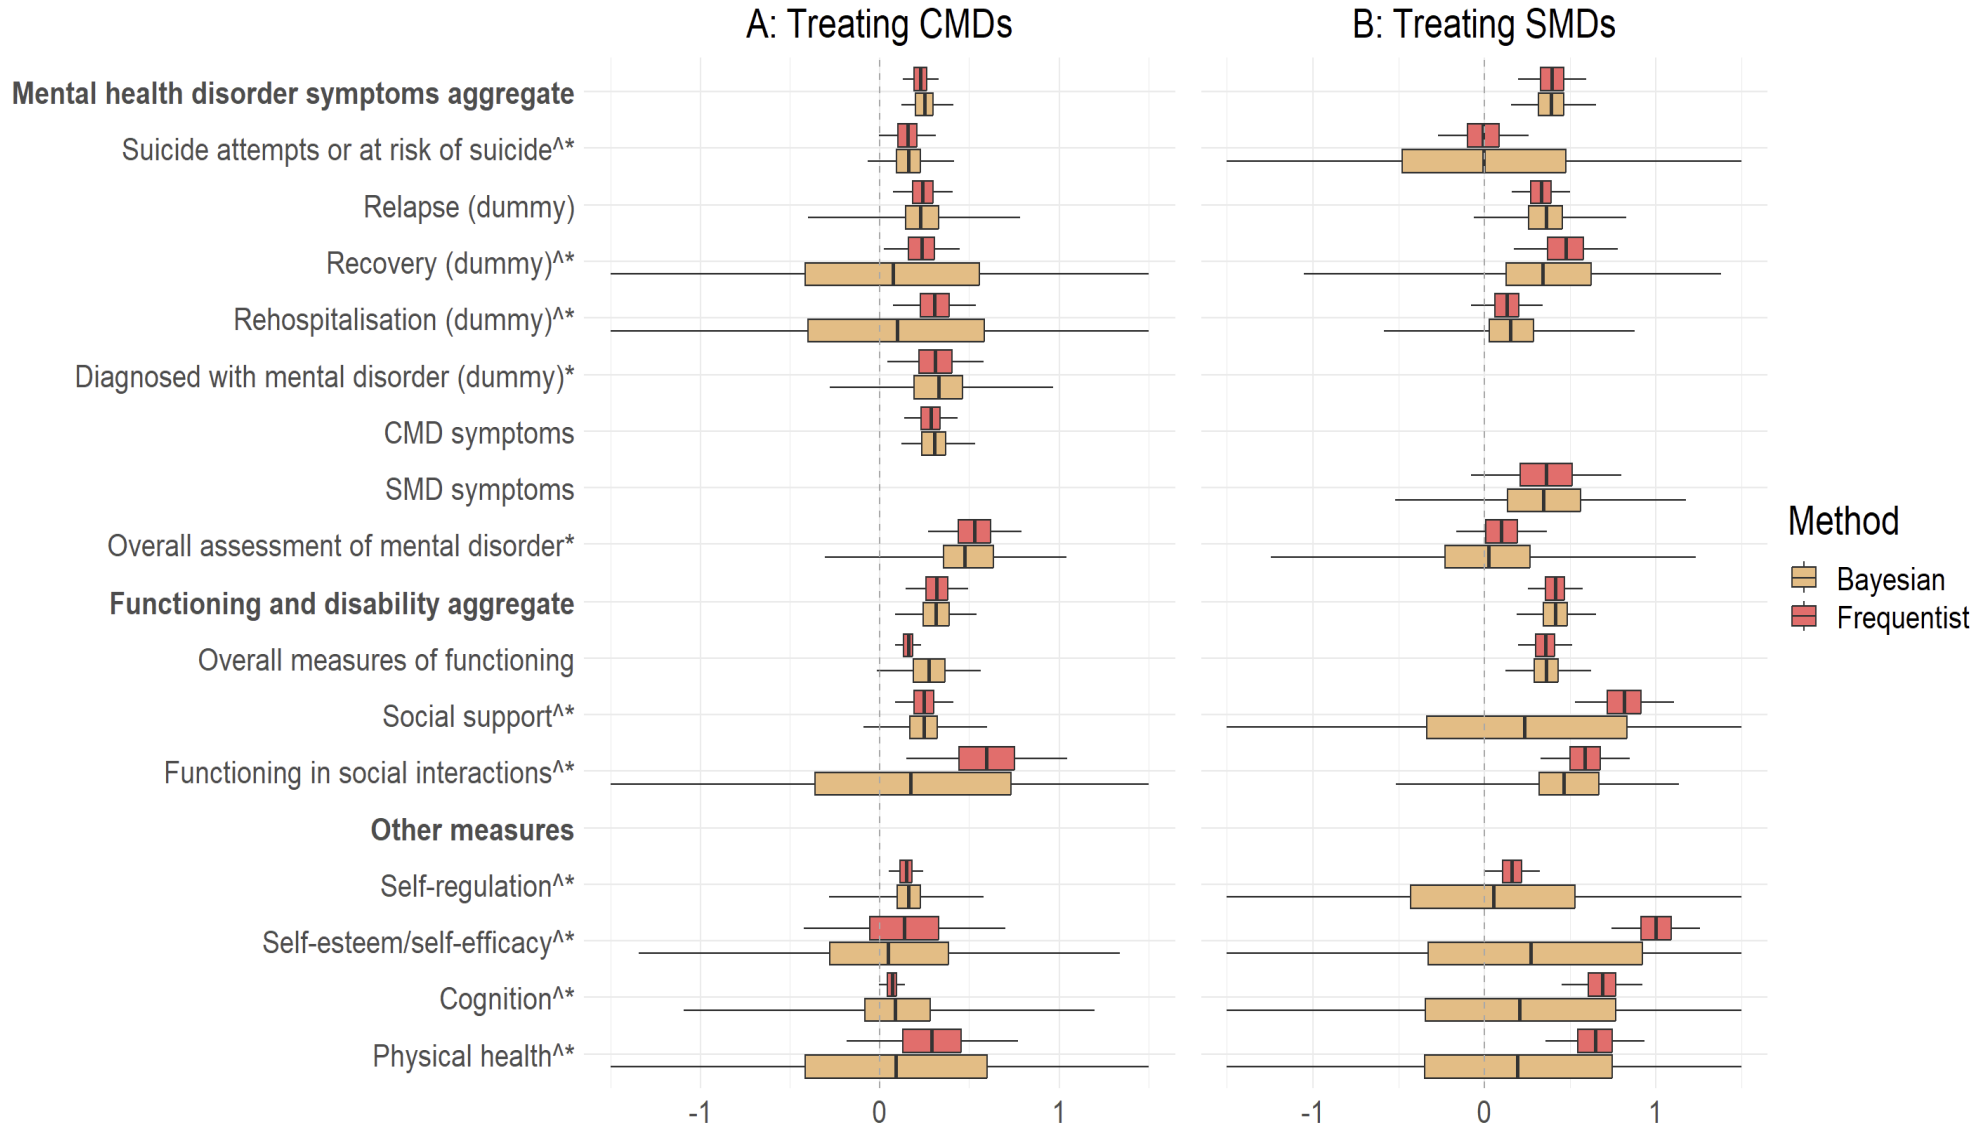 A: Treating CMDs
B: Treating SMDs
Mental health disorder symptoms aggregate
Suicide attempts or at risk of suicide^*
Relapse (dummy)
Recovery (dummy)^*
Rehospitalisation (dummy)^*
Diagnosed with mental disorder (dummy)*
CMD symptoms
SMD symptoms
Overall assessment of mental disorder*
Functioning and disability aggregate
Overall measures of functioning
Social support^*
Functioning in social interactions^*
Other measures
Self-regulation^*
Self-esteem/self-efficacy^*
Cognition^*
Physical health^*
-1 0 1
-1 0 1
Method
Bayesian
Frequentist